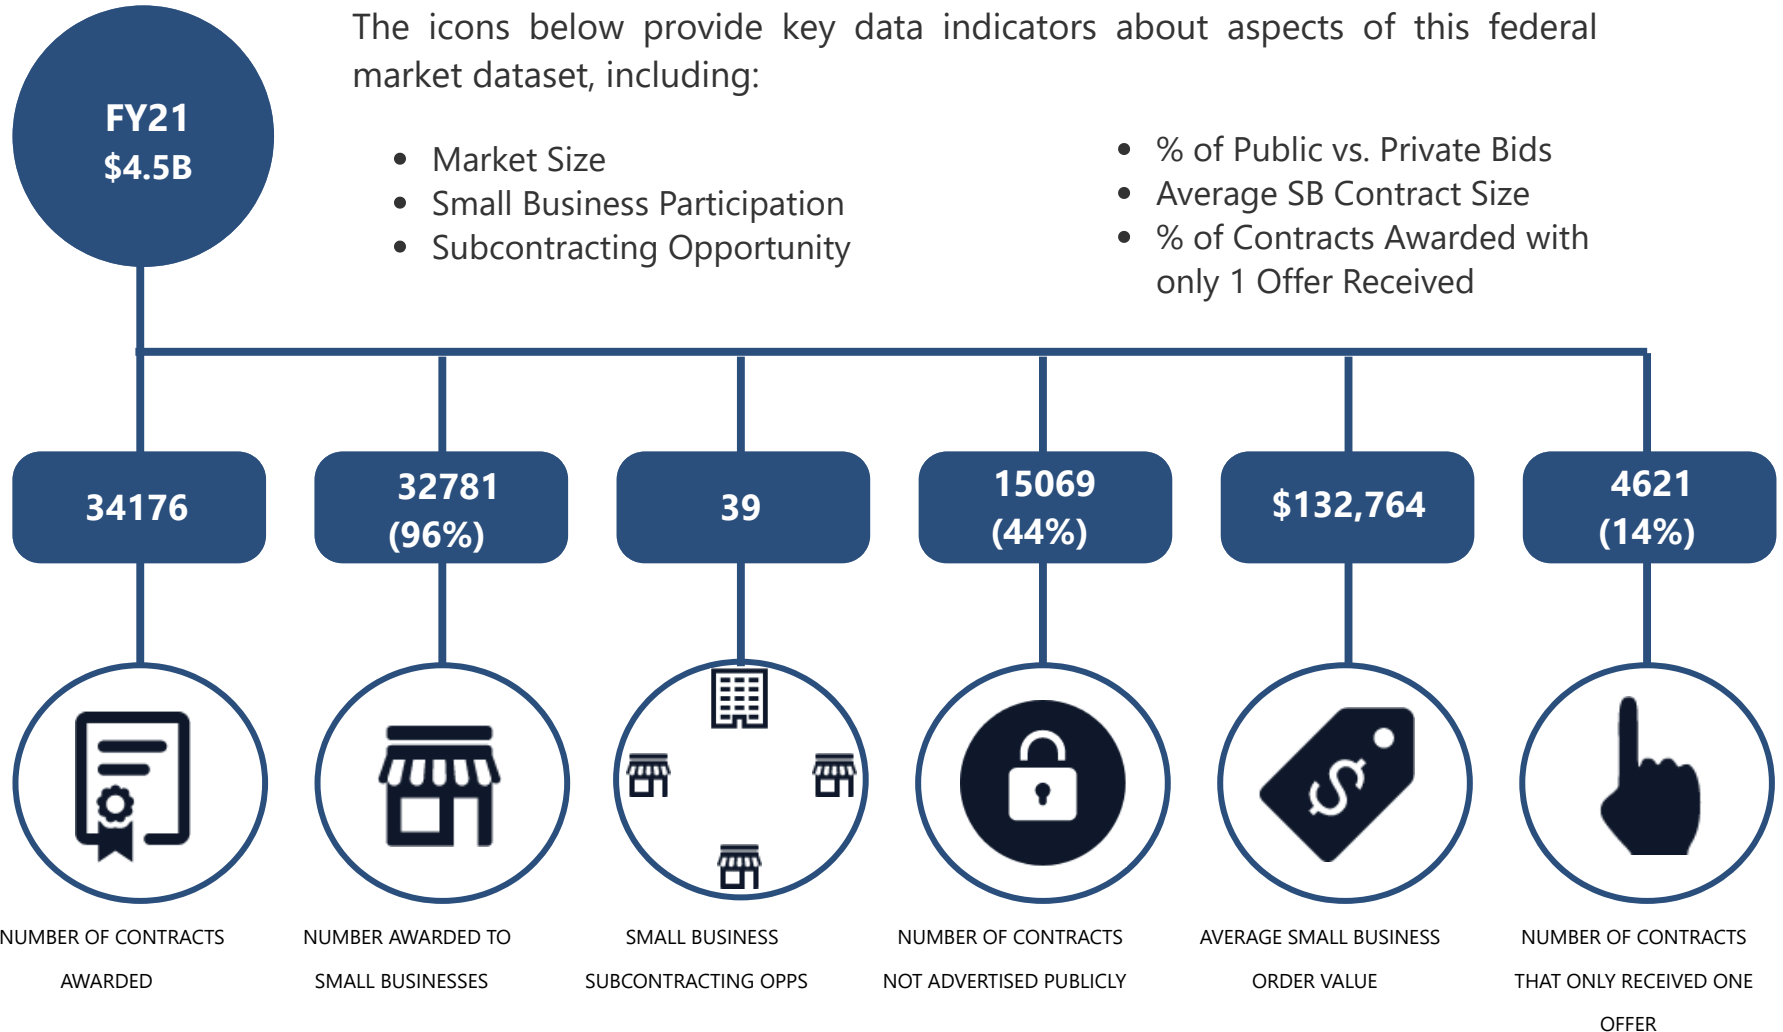 The icons below provide key data indicators about aspects of this federal
market dataset, including:
FY21
$4.5B
• Market Size
• Small Business Participation
• Subcontracting Opportunity
• % of Public vs. Private Bids
• Average SB Contract Size
• % of Contracts Awarded with
only 1 Offer Received
34176
32781
(96%)
39
15069
(44%)
$132,764
4621
(14%)
NUMBER OF CONTRACTS
AWARDED
NUMBER AWARDED TO
SMALL BUSINESSES
SMALL BUSINESS
SUBCONTRACTING OPPS
NUMBER OF CONTRACTS
NOT ADVERTISED PUBLICLY
AVERAGE SMALL BUSINESS
ORDER VALUE
NUMBER OF CONTRACTS
THAT ONLY RECEIVED ONE
OFFER